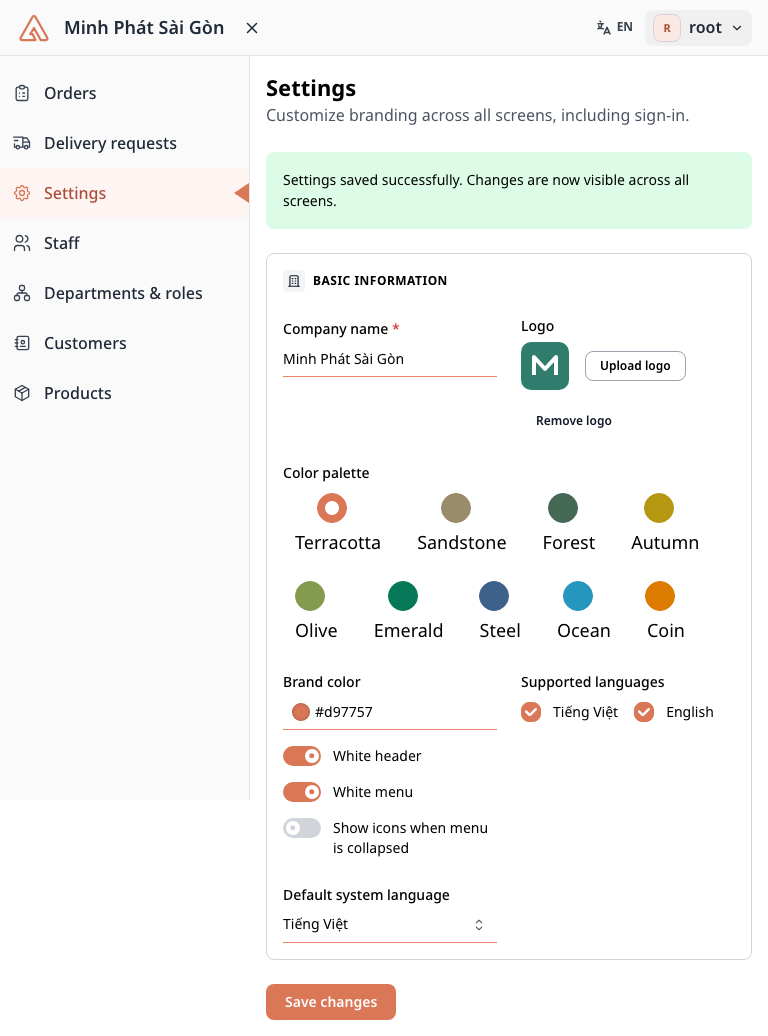 Minh Phát Sài Gòn
EN
R
root
Orders
Delivery requests
Settings
Staff
Departments & roles
Customers
Products
Settings
Customize branding across all screens, including sign-in.
Settings saved successfully. Changes are now visible across all
screens.
BASIC INFORMATION
Company name *
Minh Phát Sài Gòn
Logo
M
Upload logo
Remove logo
Color palette
Terracotta
Sandstone
Forest
Autumn
Olive
Emerald
Steel
Ocean
Coin
Brand color
#d97757
Supported languages
Tiếng Việt
English
White header
White menu
Show icons when menu
is collapsed
Default system language
Tiếng Việt
Save changes